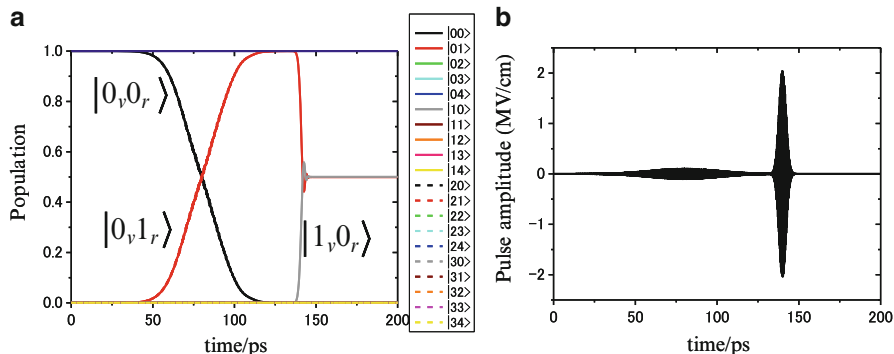 a
Population
1.0
0.8
0.6
0.4
0.2
0.0
|0ᵥ0ᵣ⟩
|0ᵥ1ᵣ⟩
|1ᵥ0ᵣ⟩
0 50 100 150 200
time/ps
|00>
|01>
|02>
|03>
|04>
|10>
|11>
|12>
|13>
|14>
|20>
|21>
|22>
|23>
|24>
|30>
|31>
|32>
|33>
|34>
b
Pulse amplitude (MV/cm)
2
1
0
-1
-2
0 50 100 150 200
time/ps